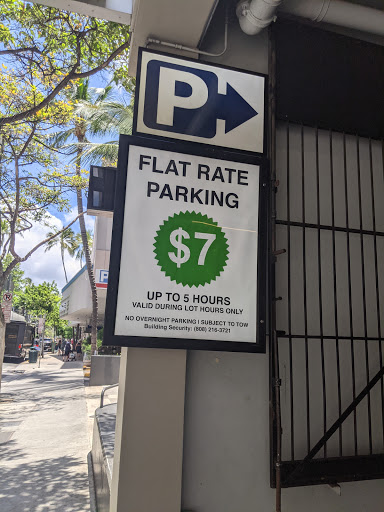 P
FLAT RATE
PARKING
$7
UP TO 5 HOURS
VALID DURING LOT HOURS ONLY
NO OVERNIGHT PARKING | SUBJECT TO TOW
Building Security: (808) 216-3721